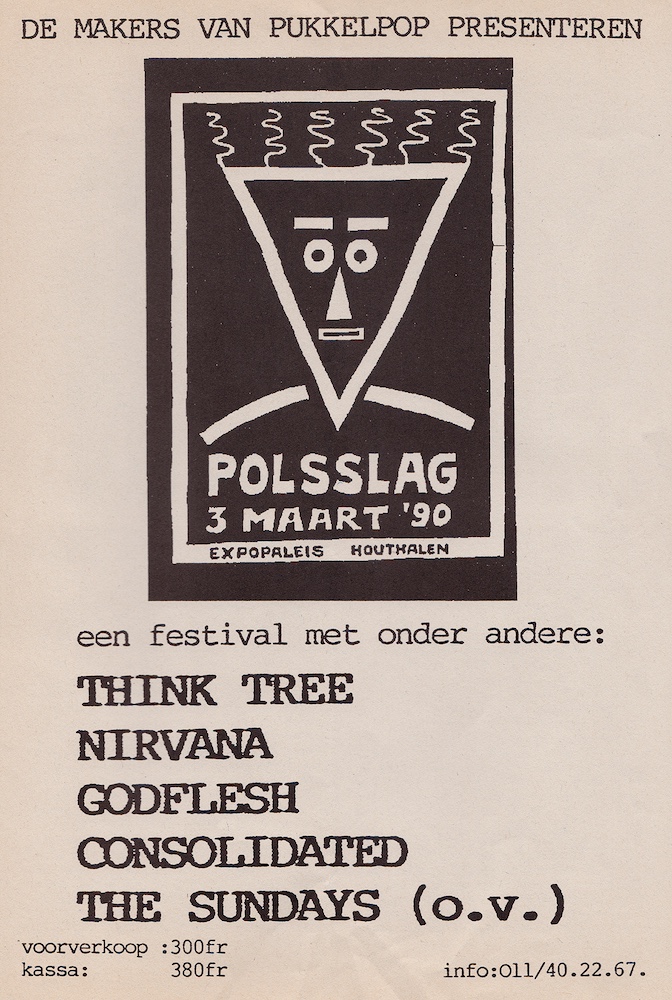 DE MAKERS VAN PUKKELPOP PRESENTEREN
POLSSLAG
3 MAART '90
EXPOPALEIS HOUTHALEN
een festival met onder andere:
THINK TREE
NIRVANA
GODFLESH
CONSOLIDATED
THE SUNDAYS (o.v.)
voorverkoop :300fr
kassa: 380fr
info:011/40.22.67.